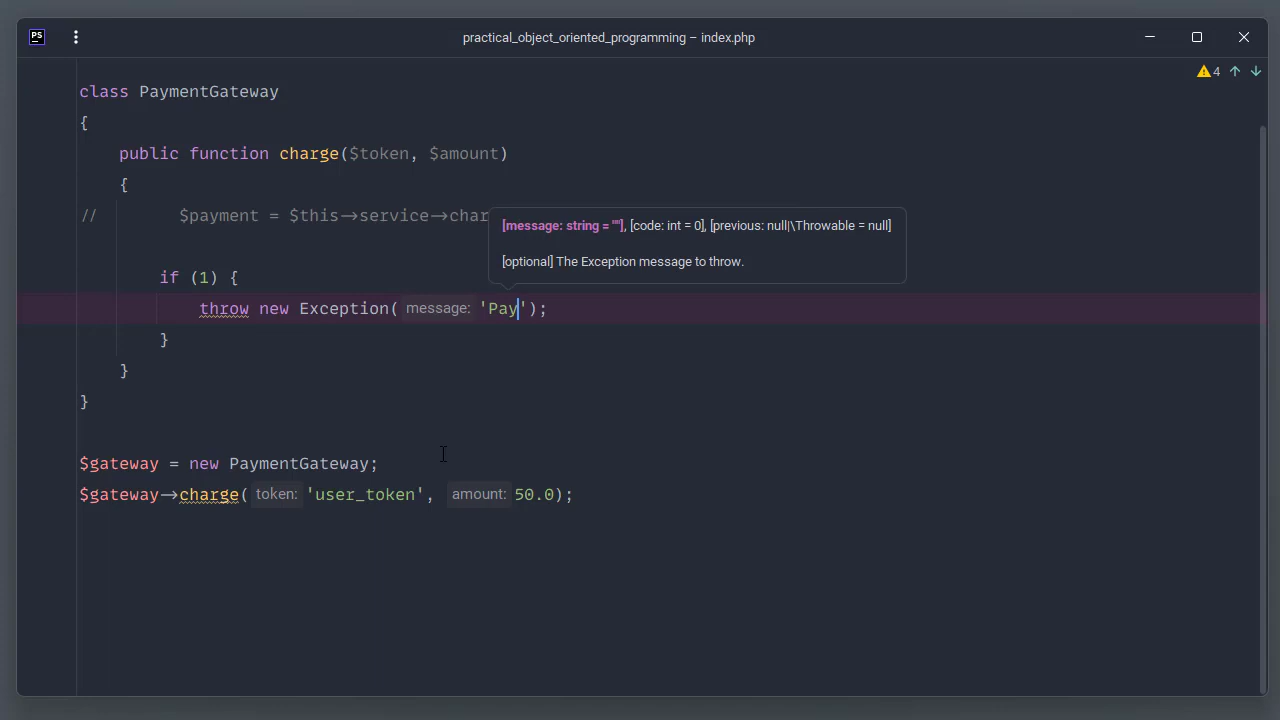 PS
practical_object_oriented_programming – index.php
4
class PaymentGateway
{
public function charge($token, $amount)
{
// $payment = $this->service->char
[message: string = ""], [code: int = 0], [previous: null|\Throwable = null]
[optional] The Exception message to throw.
if (1) {
throw new Exception( message: 'Pay');
}
}
}
$gateway = new PaymentGateway;
$gateway->charge( token: 'user_token', amount: 50.0);